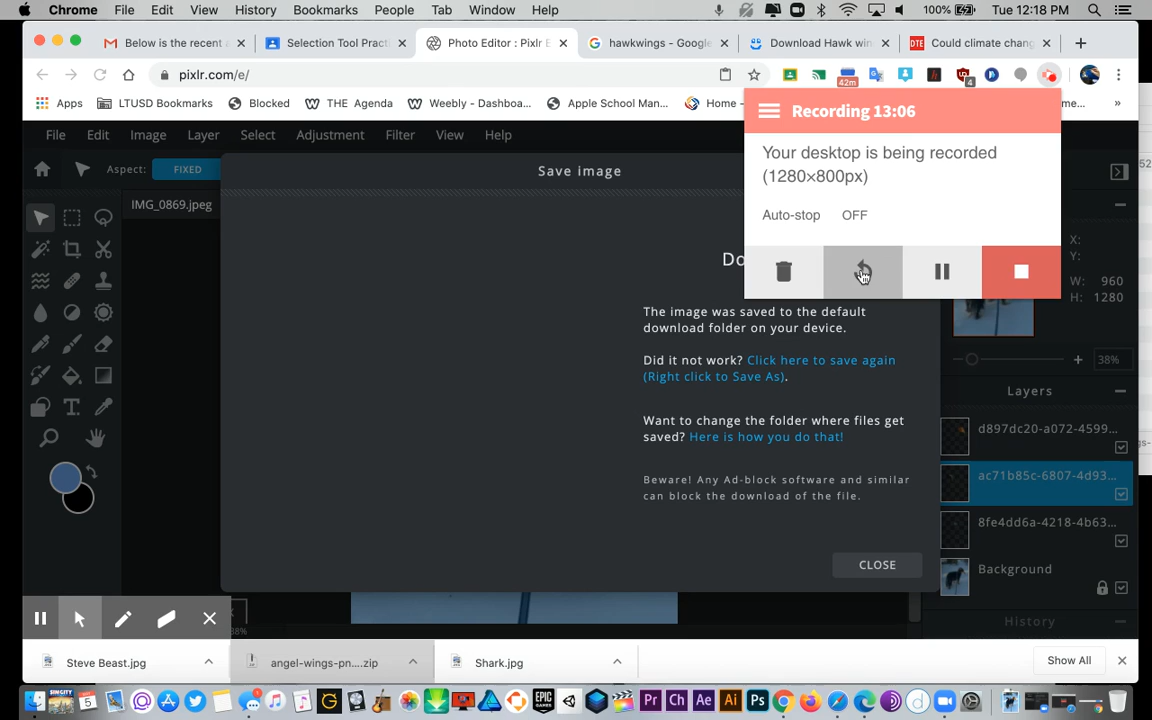 Chrome File Edit View History Bookmarks People Tab Window Help 100% Tue 12:18 PM
Below is the recent a Selection Tool Practi Photo Editor : Pixlr E hawkwings - Google Download Hawk win Could climate chang
pixlr.com/e/ 42m 4
Apps LTUSD Bookmarks Blocked THE Agenda Weebly - Dashboa... Apple School Man... Home - me... »
Recording 13:06
File Edit Image Layer Select Adjustment Filter View Help
Your desktop is being recorded
(1280×800px)
Aspect: FIXED
Save image
IMG_0869.jpeg
Auto-stop OFF
X:
Y:
W: 960
H: 1280
Do
The image was saved to the default
download folder on your device.
Did it not work? Click here to save again
(Right click to Save As).
38%
Layers
Want to change the folder where files get
saved? Here is how you do that!
d897dc20-a072-4599...
Beware! Any Ad-block software and similar
can block the download of the file.
ac71b85c-6807-4d93...
8fe4dd6a-4218-4b63...
CLOSE
Background
History
38%
Steve Beast.jpg angel-wings-pn....zip Shark.jpg Show All